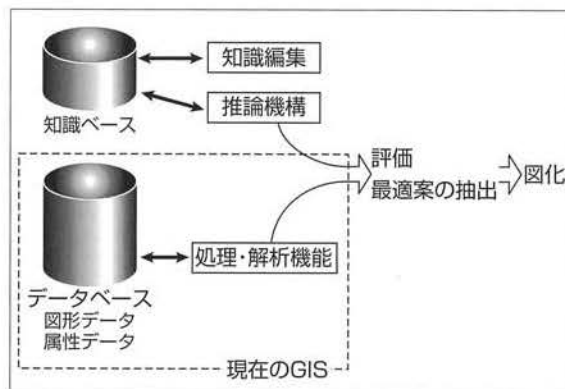 知識編集
推論機構
知識ベース
評価
最適案の抽出
図化
処理・解析機能
データベース
図形データ
属性データ
現在のGIS